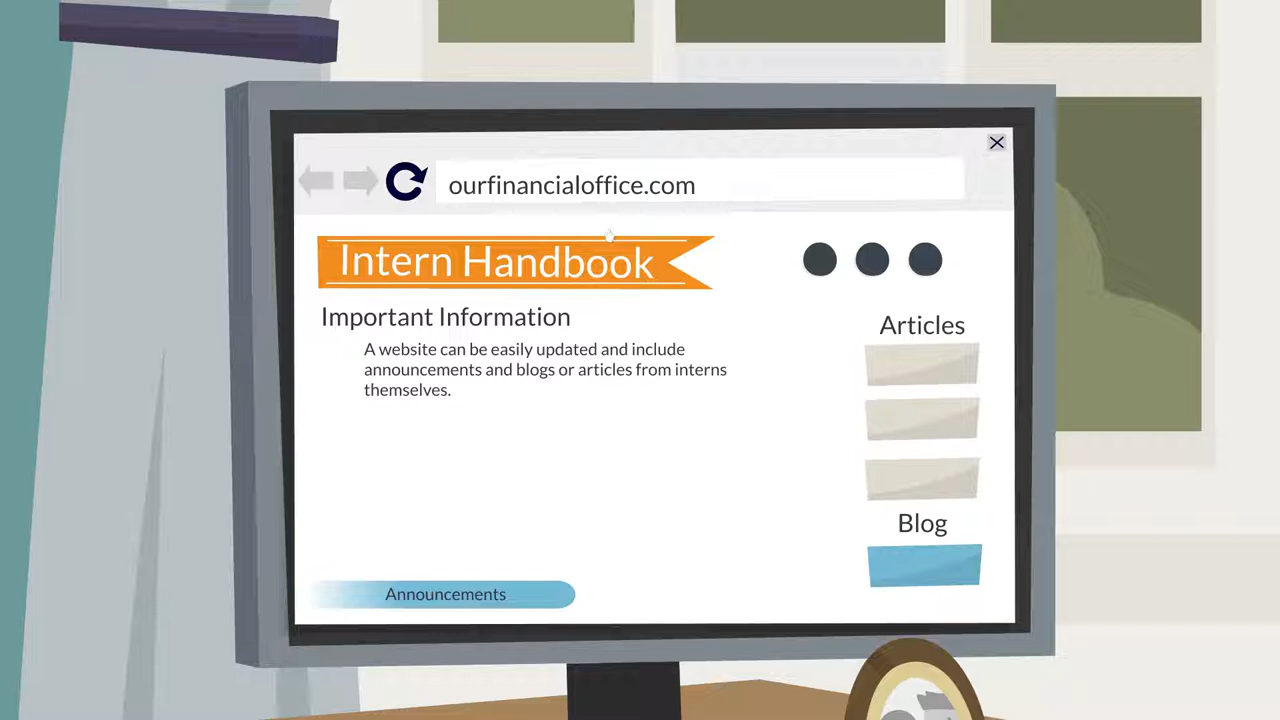 ourfinancialoffice.com
Intern Handbook
Important Information
A website can be easily updated and include
announcements and blogs or articles from interns
themselves.
Articles
Blog
Announcements